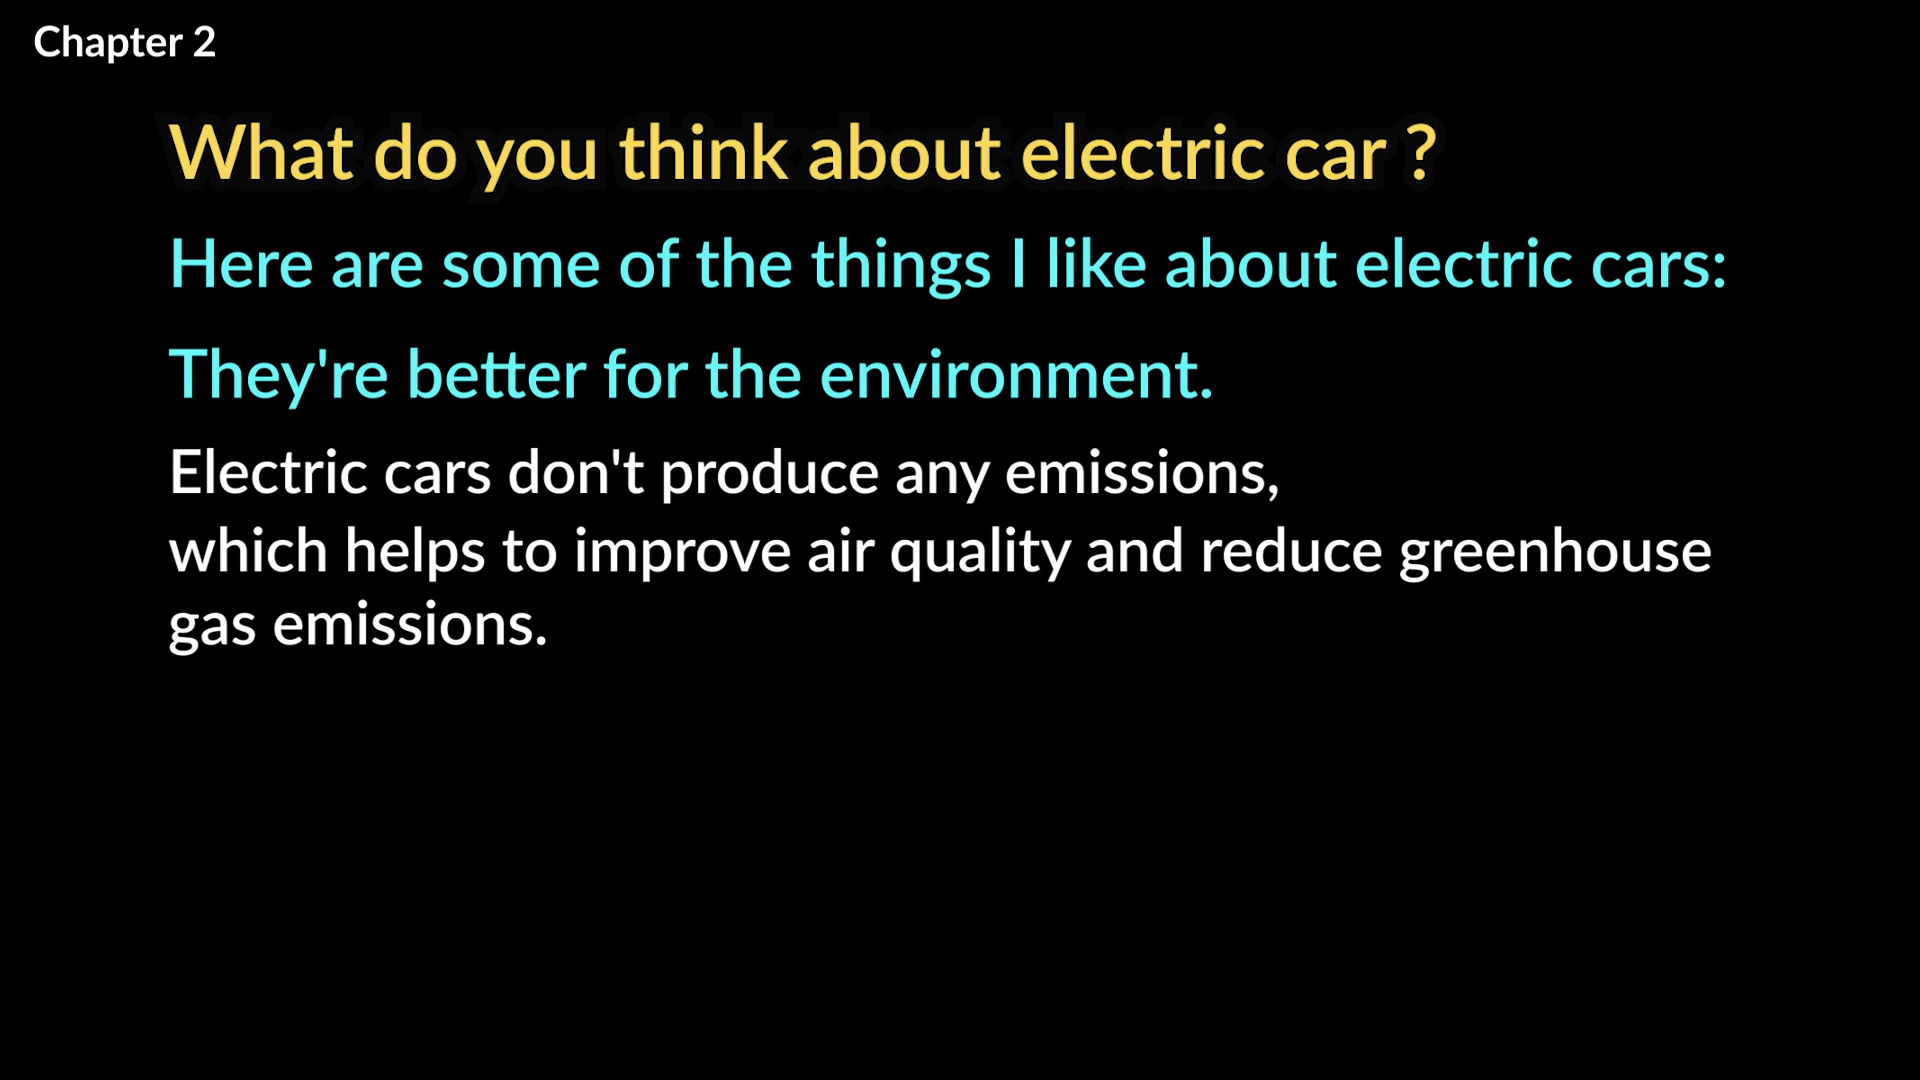 Chapter 2
What do you think about electric car ?
Here are some of the things I like about electric cars:
They're better for the environment.
Electric cars don't produce any emissions,
which helps to improve air quality and reduce greenhouse
gas emissions.